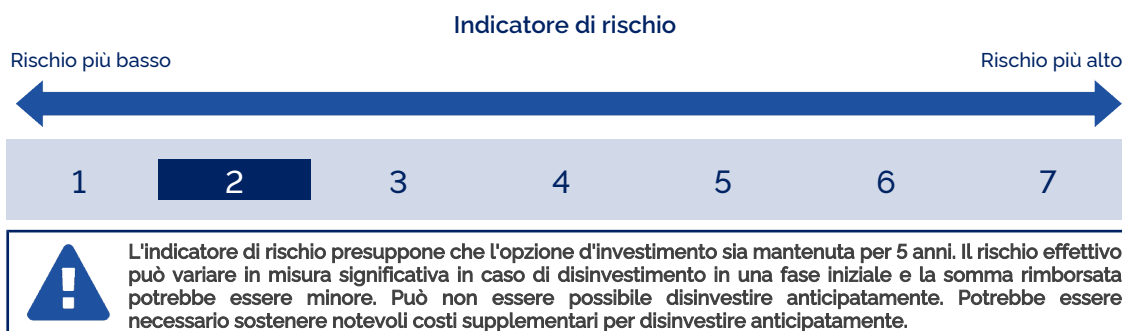 Indicatore di rischio
Rischio più basso
Rischio più alto
1 2 3 4 5 6 7
L'indicatore di rischio presuppone che l'opzione d'investimento sia mantenuta per 5 anni. Il rischio effettivo
può variare in misura significativa in caso di disinvestimento in una fase iniziale e la somma rimborsata
potrebbe essere minore. Può non essere possibile disinvestire anticipatamente. Potrebbe essere
necessario sostenere notevoli costi supplementari per disinvestire anticipatamente.